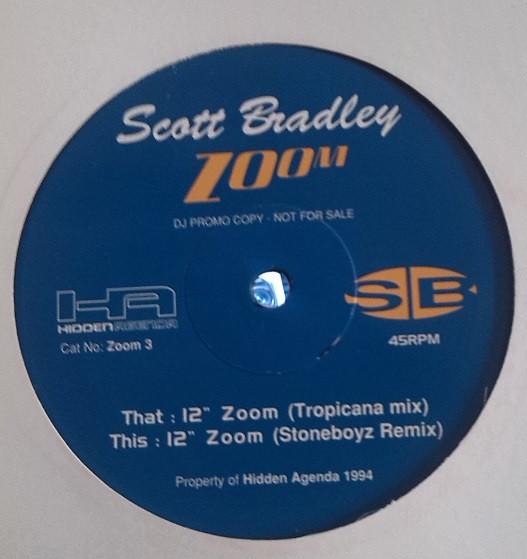 Scott Bradley
ZOOM
DJ PROMO COPY - NOT FOR SALE
HA
HIDDEN AGENDA
Cat No: Zoom 3
SB
45RPM
That : 12" Zoom (Tropicana mix)
This : 12" Zoom (Stoneboyz Remix)
Property of Hidden Agenda 1994